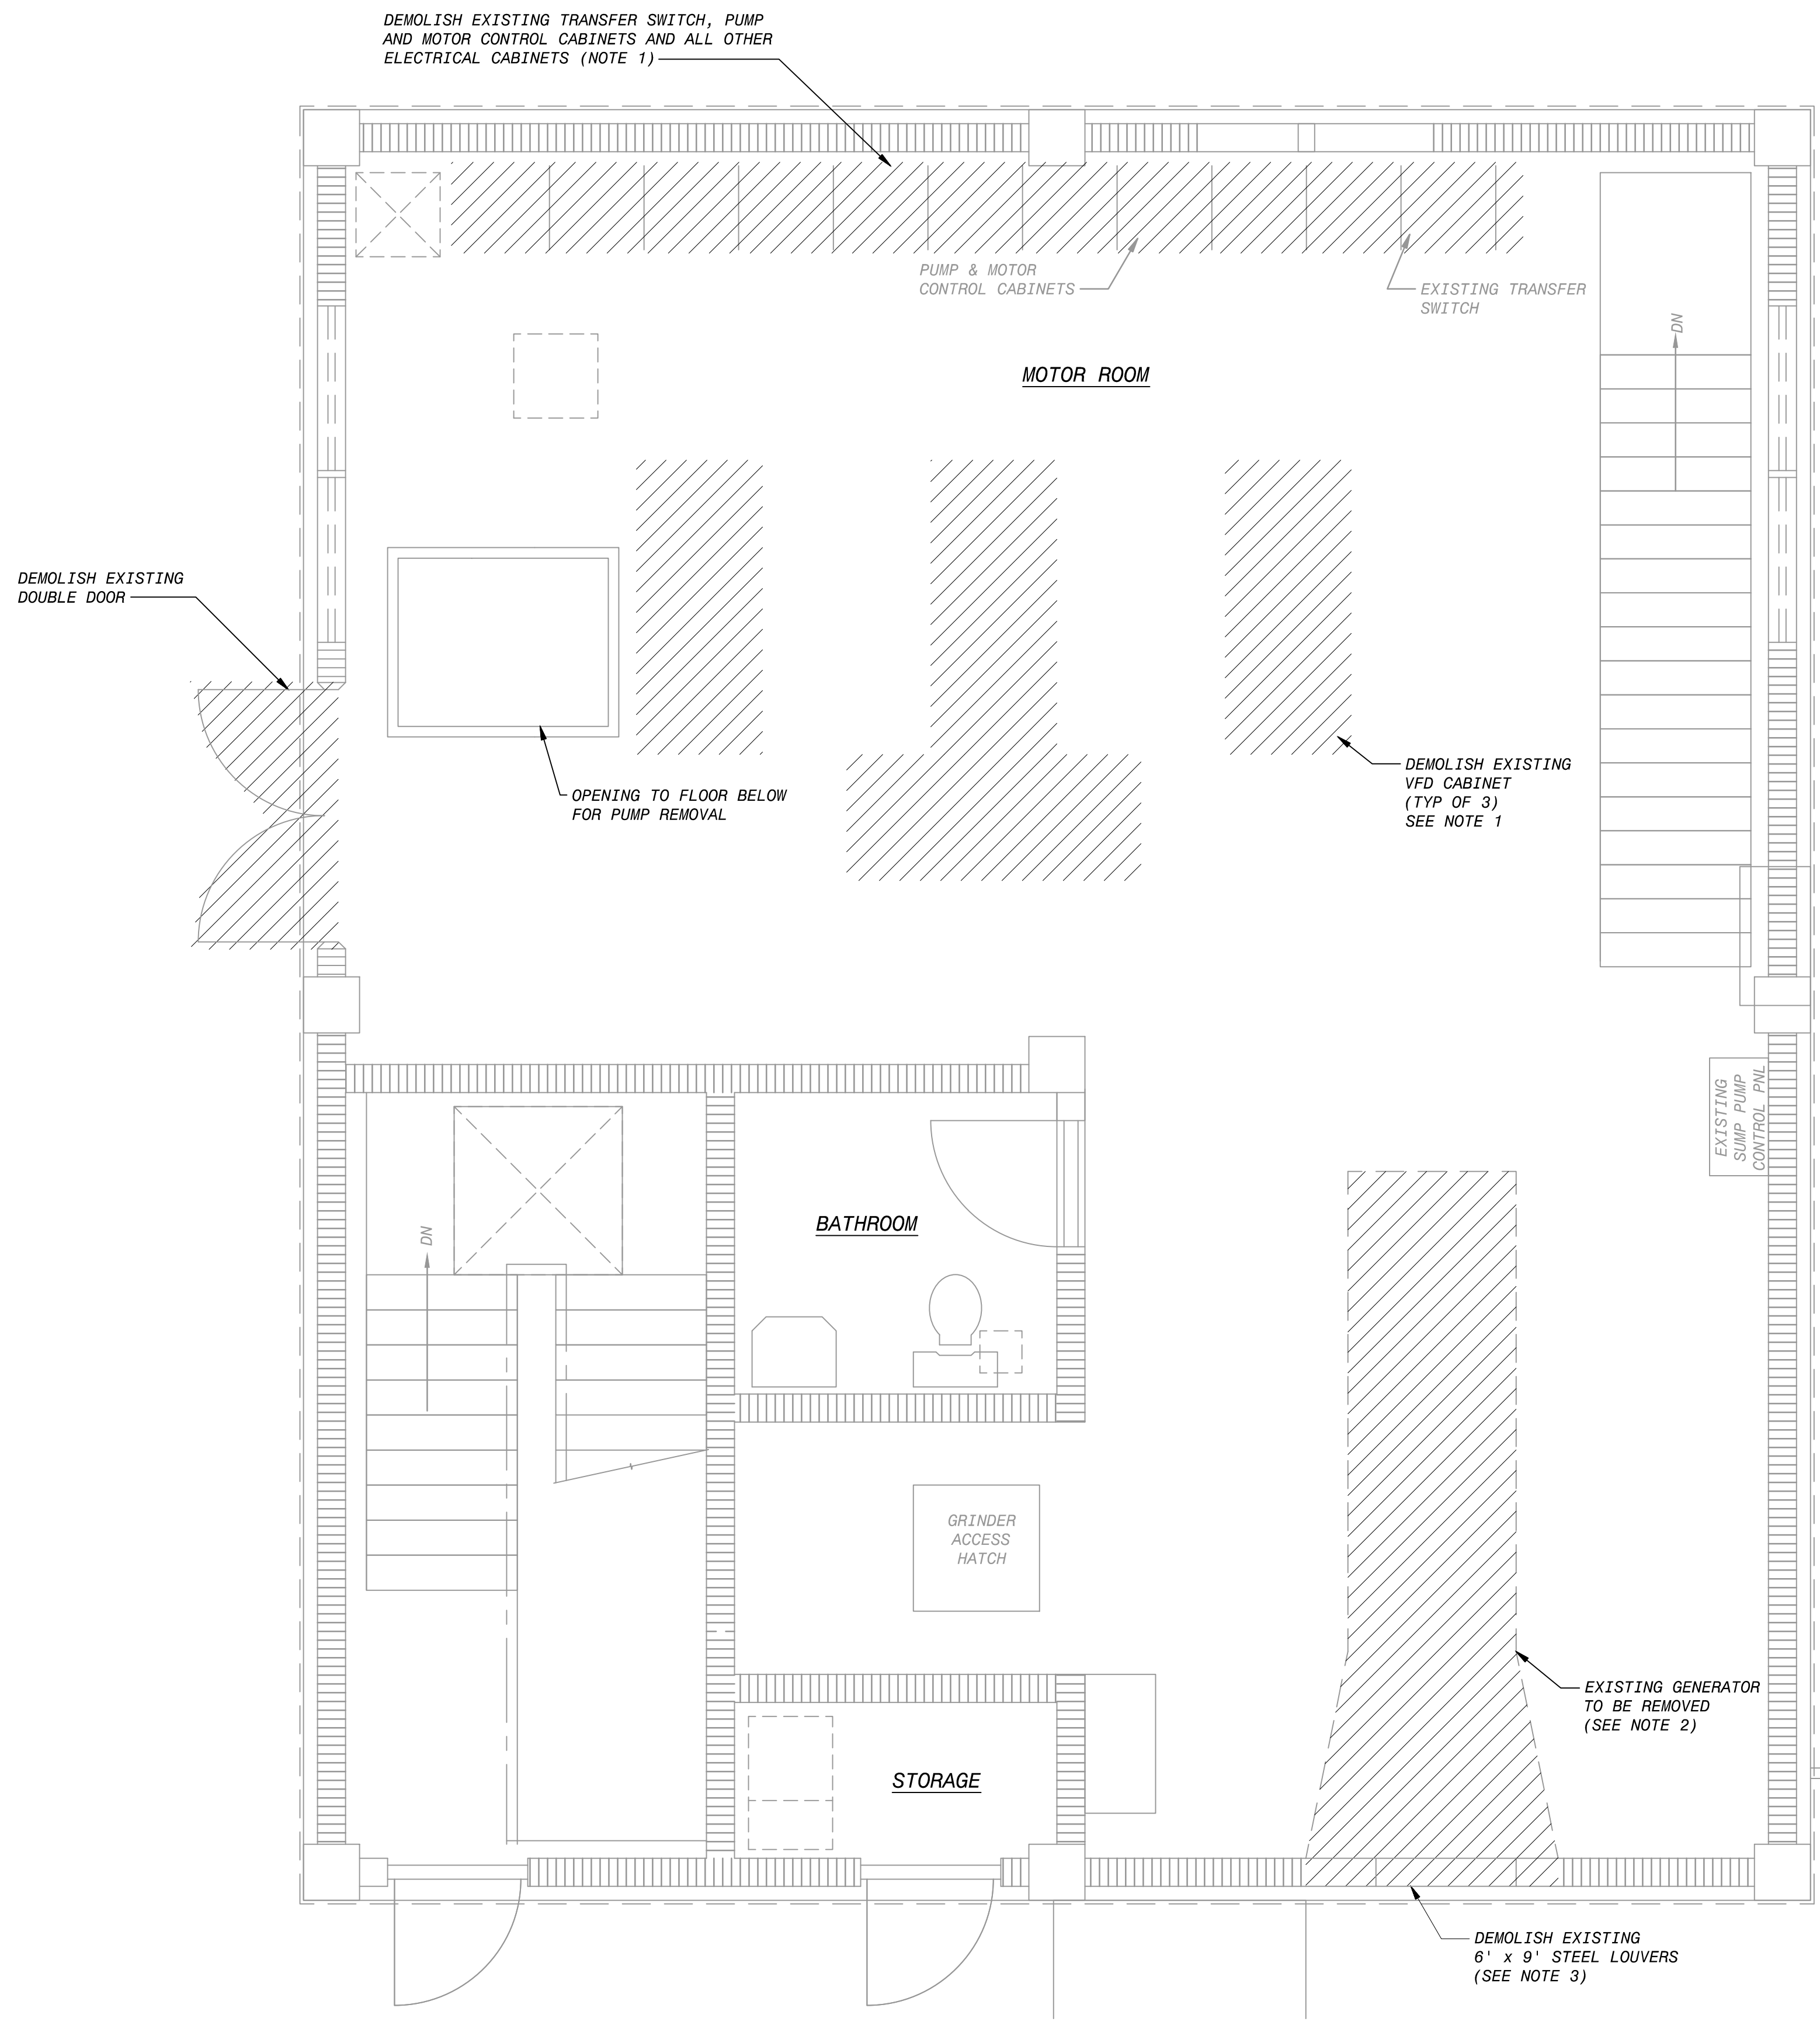 DEMOLISH EXISTING TRANSFER SWITCH, PUMP
AND MOTOR CONTROL CABINETS AND ALL OTHER
ELECTRICAL CABINETS (NOTE 1)
PUMP & MOTOR
CONTROL CABINETS
EXISTING TRANSFER
SWITCH
DN
MOTOR ROOM
DEMOLISH EXISTING
DOUBLE DOOR
OPENING TO FLOOR BELOW
FOR PUMP REMOVAL
DEMOLISH EXISTING
VFD CABINET
(TYP OF 3)
SEE NOTE 1
EXISTING
SUMP PUMP
CONTROL PNL
BATHROOM
DN
GRINDER
ACCESS
HATCH
EXISTING GENERATOR
TO BE REMOVED
(SEE NOTE 2)
STORAGE
DEMOLISH EXISTING
6' x 9' STEEL LOUVERS
(SEE NOTE 3)